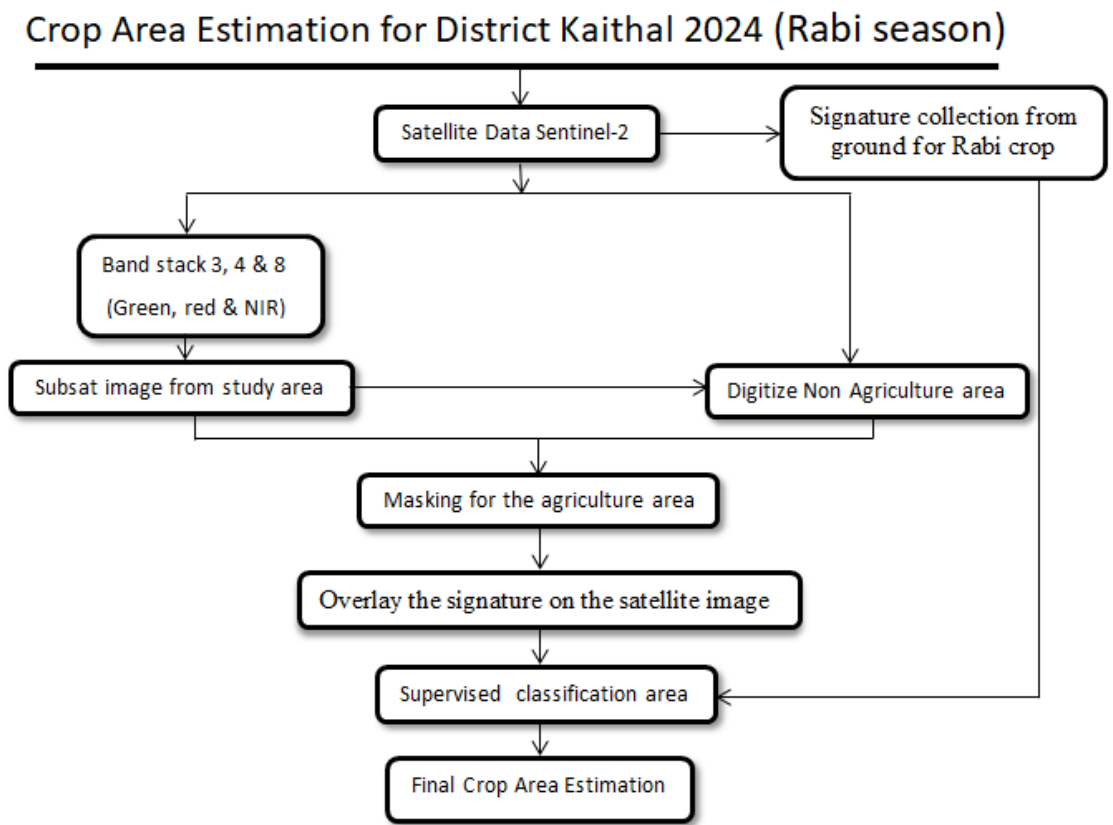 Crop Area Estimation for District Kaithal 2024 (Rabi season)
Satellite Data Sentinel-2
Signature collection from
ground for Rabi crop
Band stack 3, 4 & 8
(Green, red & NIR)
Subsat image from study area
Digitize Non Agriculture area
Masking for the agriculture area
Overlay the signature on the satellite image
Supervised classification area
Final Crop Area Estimation